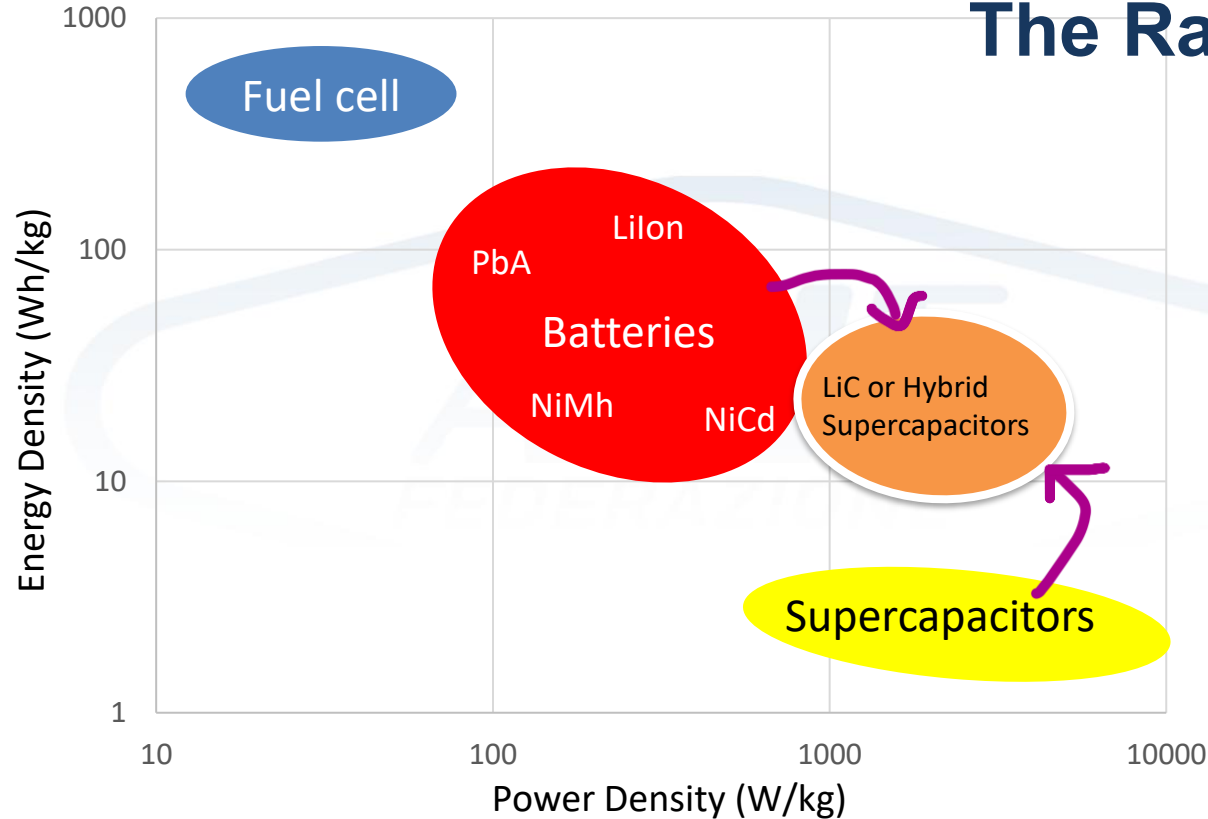 The Ra
1000
Fuel cell
Energy Density (Wh/kg)
100
LiIon
PbA
Batteries
NiMh
NiCd
LiC or Hybrid
Supercapacitors
10
Supercapacitors
1
10
100
1000
10000
Power Density (W/kg)
FEDERAZIONE